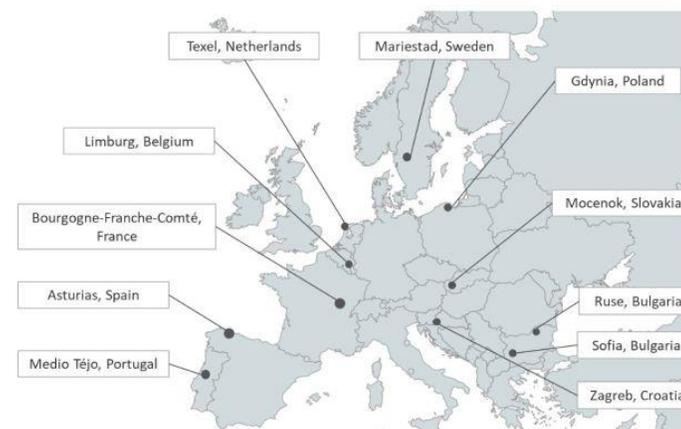 Texel, Netherlands
Mariestad, Sweden
Gdynia, Poland
Limburg, Belgium
Mocenok, Slovakia
Bourgogne-Franche-Comté,
France
Asturias, Spain
Ruse, Bulgaria
Sofia, Bulgaria
Medio Téjo, Portugal
Zagreb, Croatia